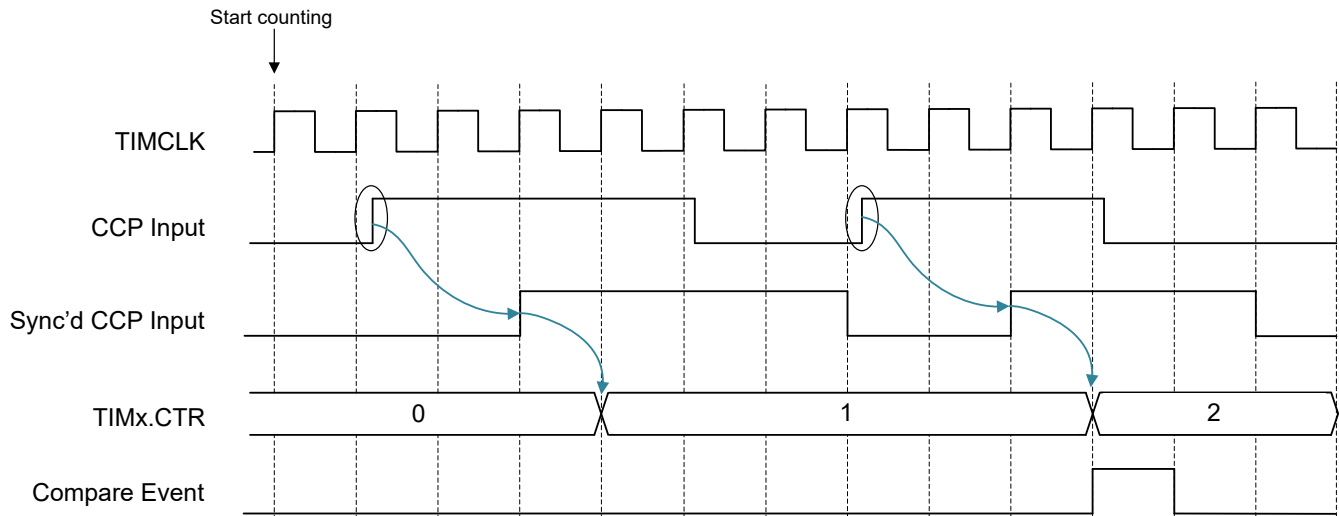 Start counting
TIMCLK
CCP Input
Sync’d CCP Input
TIMx.CTR
0
1
2
Compare Event